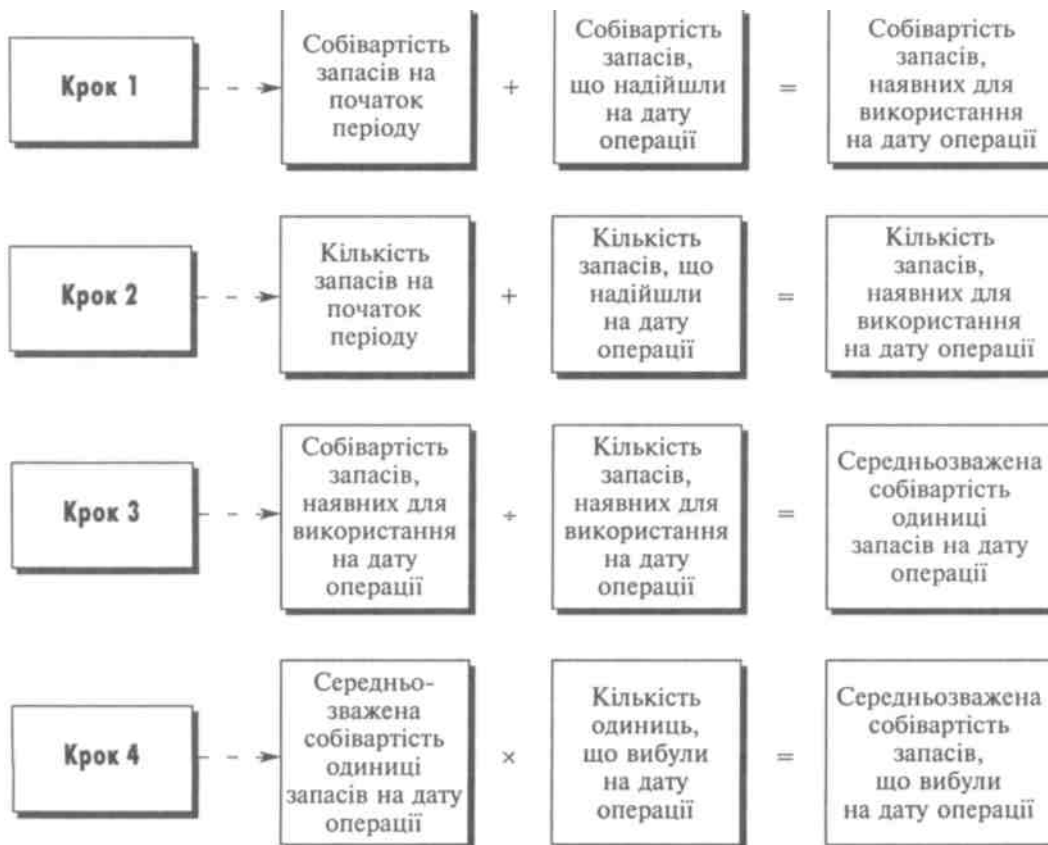 Крок 1
Собівартість
запасів на
початок
періоду
+
Собівартість
запасів,
що надійшли
на дату
операції
=
Собівартість
запасів,
наявних для
використання
на дату операції
Крок 2
Кількість
запасів на
початок
періоду
+
Кількість
запасів, що
надійшли
на дату
операції
=
Кількість
запасів,
наявних для
використання
на дату операції
Крок 3
Собівартість
запасів,
наявних для
використання
на дату
операції
÷
Кількість
запасів,
наявних для
використання
на дату
операції
=
Середньозважена
собівартість
одиниці
запасів на дату
операції
Крок 4
Середньо-
зважена
собівартість
одиниці
запасів на дату
операції
×
Кількість
одиниць,
що вибули
на дату
операції
=
Середньозважена
собівартість
запасів,
що вибули
на дату операції